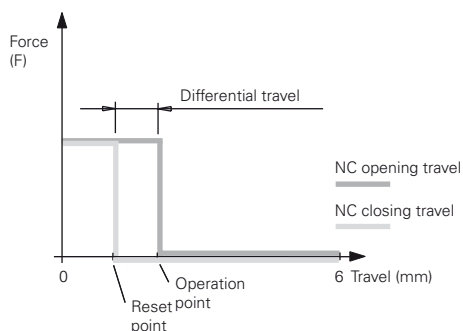 Force
(F)
Differential travel
NC opening travel
NC closing travel
0
6 Travel (mm)
Operation
point
Reset
point